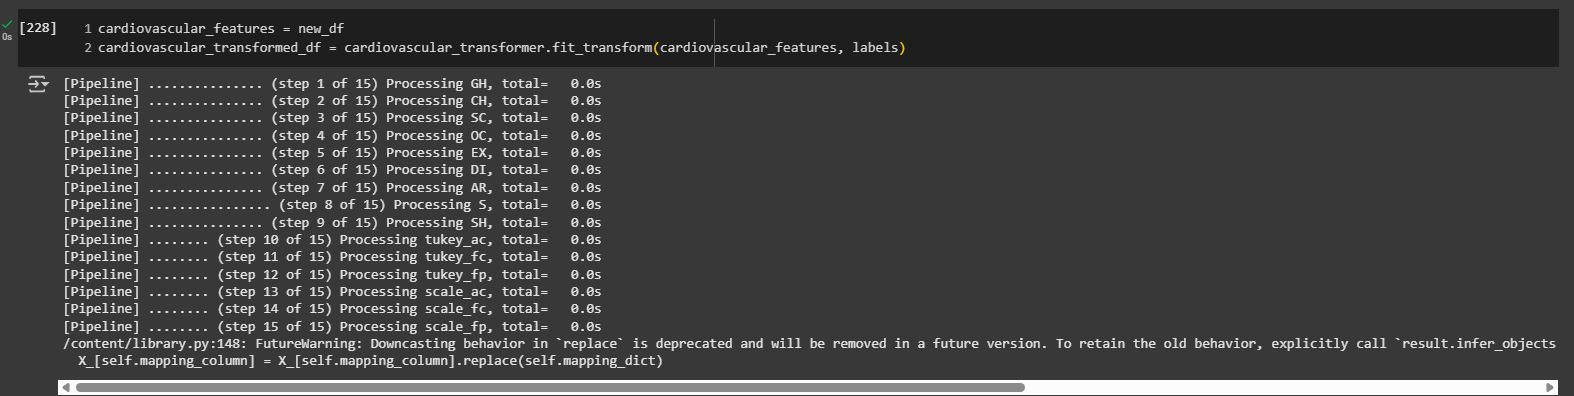 [228]
0s
1 cardiovascular_features = new_df
2 cardiovascular_transformed_df = cardiovascular_transformer.fit_transform(cardiovascular_features, labels)
[Pipeline] ............... (step 1 of 15) Processing GH, total=   0.0s
[Pipeline] ............... (step 2 of 15) Processing CH, total=   0.0s
[Pipeline] ............... (step 3 of 15) Processing SC, total=   0.0s
[Pipeline] ............... (step 4 of 15) Processing OC, total=   0.0s
[Pipeline] ............... (step 5 of 15) Processing EX, total=   0.0s
[Pipeline] ............... (step 6 of 15) Processing DI, total=   0.0s
[Pipeline] ............... (step 7 of 15) Processing AR, total=   0.0s
[Pipeline] ................ (step 8 of 15) Processing S, total=   0.0s
[Pipeline] ............... (step 9 of 15) Processing SH, total=   0.0s
[Pipeline] ........ (step 10 of 15) Processing tukey_ac, total=   0.0s
[Pipeline] ........ (step 11 of 15) Processing tukey_fc, total=   0.0s
[Pipeline] ........ (step 12 of 15) Processing tukey_fp, total=   0.0s
[Pipeline] ........ (step 13 of 15) Processing scale_ac, total=   0.0s
[Pipeline] ........ (step 14 of 15) Processing scale_fc, total=   0.0s
[Pipeline] ........ (step 15 of 15) Processing scale_fp, total=   0.0s
/content/library.py:148: FutureWarning: Downcasting behavior in `replace` is deprecated and will be removed in a future version. To retain the old behavior, explicitly call `result.infer_objects
  X_[self.mapping_column] = X_[self.mapping_column].replace(self.mapping_dict)